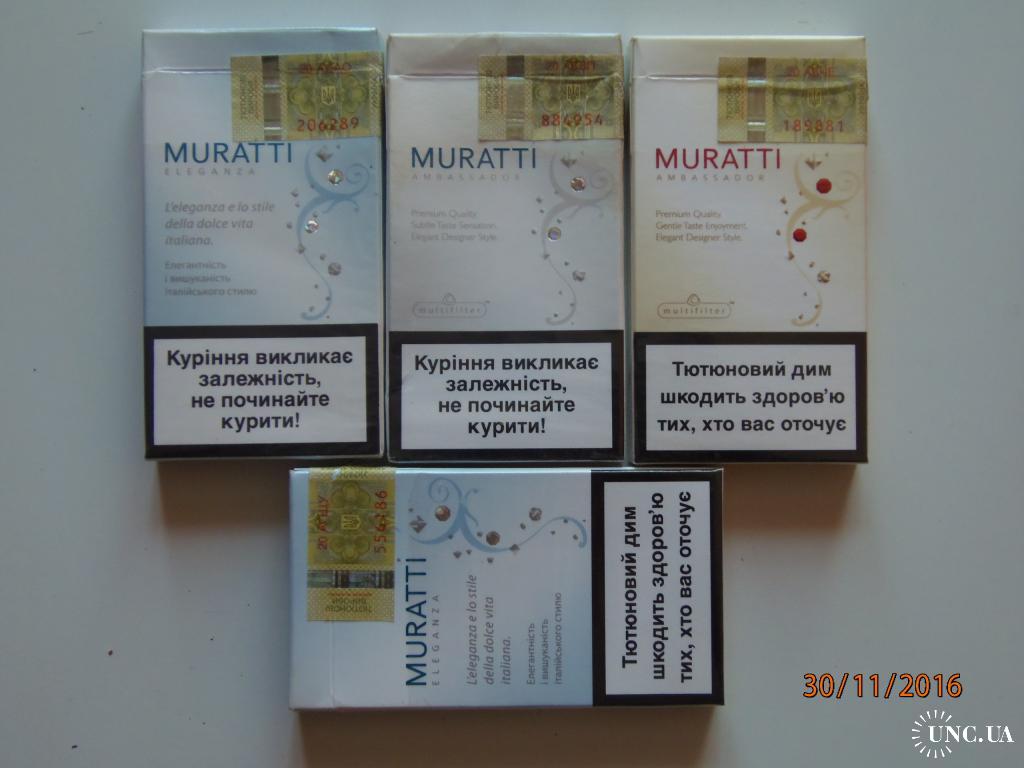 206289
MURATTI
ELEGANZA
L'eleganza e lo stile
della dolce vita
italiana.
Елегантність
і вишуканість
італійського стилю
Куріння викликає
залежність,
не починайте
курити!
884954
MURATTI
AMBASSADOR
Premium Quality.
Subtle Taste Sensation.
Elegant Designer Style.
multifilter
Куріння викликає
залежність,
не починайте
курити!
189881
MURATTI
AMBASSADOR
Premium Quality.
Gentle Taste Enjoyment.
Elegant Designer Style.
multifilter
Тютюновий дим
шкодить здоров'ю
тих, хто вас оточує
ТЮТЮНОВІ
ВИРОБИ
MURATTI
ELEGANZA
L'eleganza e lo stile
della dolce vita
italiana.
Елегантність
і вишуканість
італійського стилю
Тютюновий дим
шкодить здоров'ю
тих, хто вас оточує
30/11/2016
UNC.UA